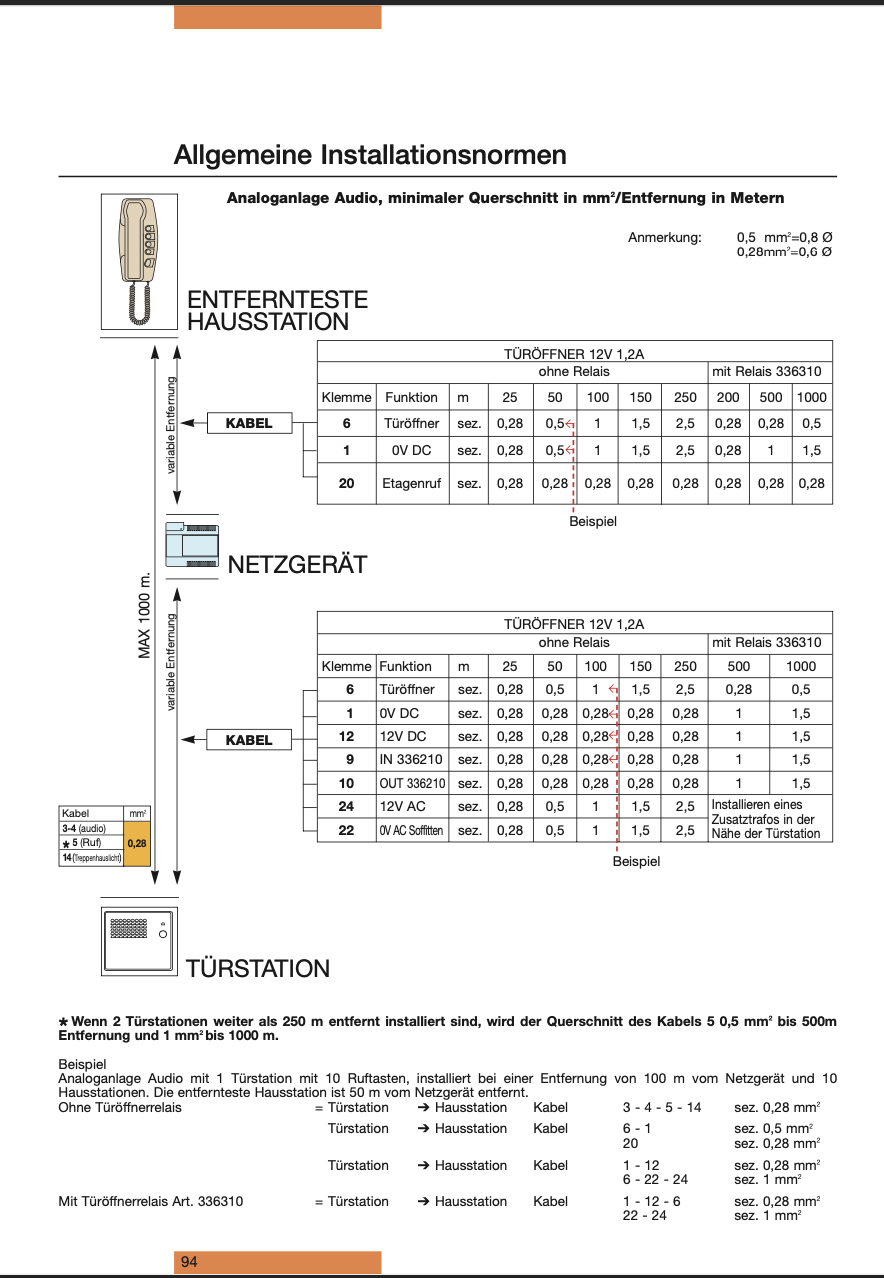 Allgemeine Installationsnormen
Analoganlage Audio, minimaler Querschnitt in mm²/Entfernung in Metern
Anmerkung: 0,5 mm²=0,8 Ø
0,28mm²=0,6 Ø
ENTFERNTESTE
HAUSSTATION
TÜRÖFFNER 12V 1,2A
ohne Relais mit Relais 336310
Klemme Funktion m 25 50 100 150 250 200 500 1000
6 Türöffner sez. 0,28 0,5 1 1,5 2,5 0,28 0,28 0,5
1 0V DC sez. 0,28 0,5 1 1,5 2,5 0,28 1 1,5
20 Etagenruf sez. 0,28 0,28 0,28 0,28 0,28 0,28 0,28 0,28
Beispiel
KABEL
variable Entfernung
NETZGERÄT
MAX 1000 m.
variable Entfernung
KABEL
TÜRÖFFNER 12V 1,2A
ohne Relais mit Relais 336310
Klemme Funktion m 25 50 100 150 250 500 1000
6 Türöffner sez. 0,28 0,5 1 1,5 2,5 0,28 0,5
1 0V DC sez. 0,28 0,28 0,28 0,28 0,28 1 1,5
12 12V DC sez. 0,28 0,28 0,28 0,28 0,28 1 1,5
9 IN 336210 sez. 0,28 0,28 0,28 0,28 0,28 1 1,5
10 OUT 336210 sez. 0,28 0,28 0,28 0,28 0,28 1 1,5
24 12V AC sez. 0,28 0,5 1 1,5 2,5 Installieren eines
Zusatztrafos in der
22 0V AC Soffitten sez. 0,28 0,5 1 1,5 2,5 Nähe der Türstation
Beispiel
Kabel mm²
3-4 (audio)
* 5 (Ruf) 0,28
14 (Treppenhauslicht)
TÜRSTATION
* Wenn 2 Türstationen weiter als 250 m entfernt installiert sind, wird der Querschnitt des Kabels 5 0,5 mm² bis 500m
Entfernung und 1 mm² bis 1000 m.
Beispiel
Analoganlage Audio mit 1 Türstation mit 10 Ruftasten, installiert bei einer Entfernung von 100 m vom Netzgerät und 10
Hausstationen. Die entfernteste Hausstation ist 50 m vom Netzgerät entfernt.
Ohne Türöffnerrelais = Türstation ➔ Hausstation Kabel 3 - 4 - 5 - 14 sez. 0,28 mm²
Türstation ➔ Hausstation Kabel 6 - 1 sez. 0,5 mm²
20 sez. 0,28 mm²
Türstation ➔ Hausstation Kabel 1 - 12 sez. 0,28 mm²
6 - 22 - 24 sez. 1 mm²
Mit Türöffnerrelais Art. 336310 = Türstation ➔ Hausstation Kabel 1 - 12 - 6 sez. 0,28 mm²
22 - 24 sez. 1 mm²
94